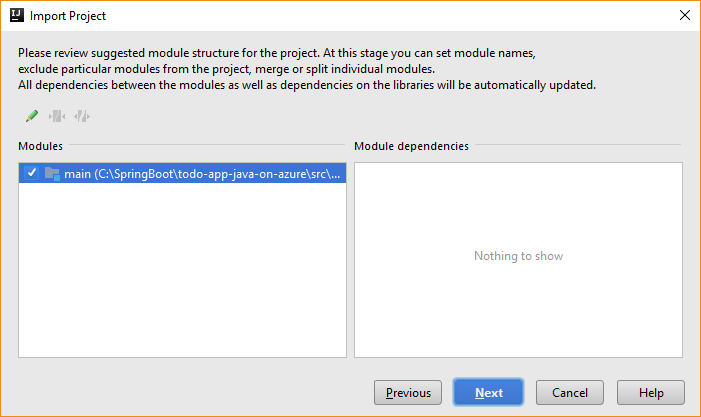 IJ
Import Project
Please review suggested module structure for the project. At this stage you can set module names,
exclude particular modules from the project, merge or split individual modules.
All dependencies between the modules as well as dependencies on the libraries will be automatically updated.
Modules
Module dependencies
main (C:\SpringBoot\todo-app-java-on-azure\src\...
Nothing to show
Previous
Next
Cancel
Help